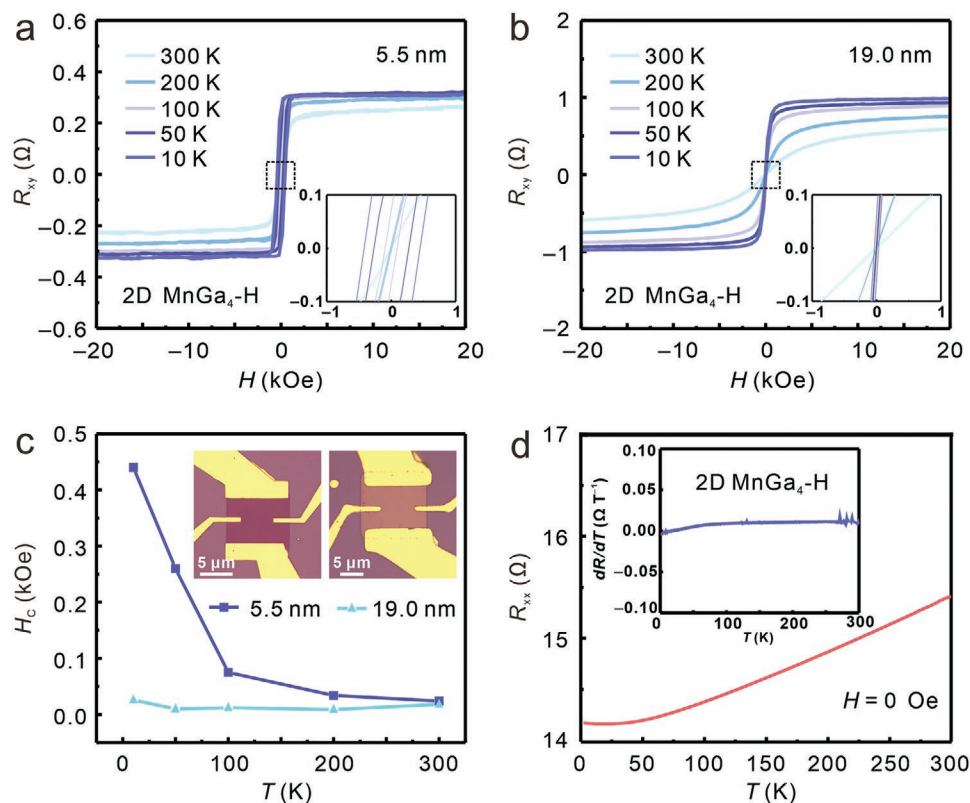 a
0.6
0.4
0.2
0.0
−0.2
−0.4
−0.6
Rxy (Ω)
300 K
200 K
100 K
50 K
10 K
5.5 nm
2D MnGa₄-H
0.1
0.0
−0.1
−1
0
1
−20
−10
0
10
20
H (kOe)
b
2
1
0
−1
−2
Rxy (Ω)
300 K
200 K
100 K
50 K
10 K
19.0 nm
2D MnGa₄-H
0.1
0.0
−0.1
−1
0
1
−20
−10
0
10
20
H (kOe)
c
0.5
0.4
0.3
0.2
0.1
0.0
Hc (kOe)
5 μm
5 μm
5.5 nm
19.0 nm
0
100
200
300
T (K)
d
17
16
15
14
Rxx (Ω)
0.10
0.05
0.00
−0.05
−0.10
dR/dT (Ω T⁻¹)
2D MnGa₄-H
0
50
100
150
200
250
300
T (K)
H = 0 Oe
0
50
100
150
200
250
300
T (K)